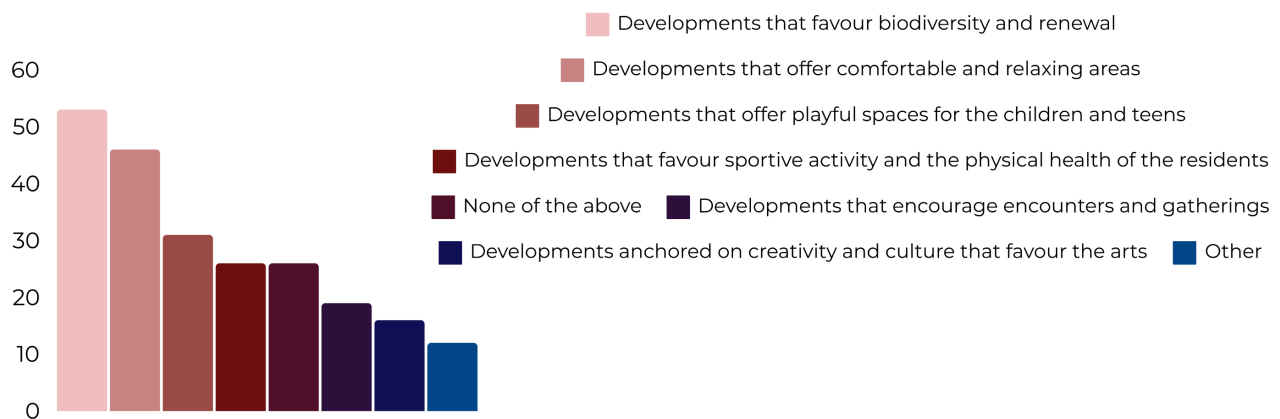 Developments that favour biodiversity and renewal
Developments that offer comfortable and relaxing areas
Developments that offer playful spaces for the children and teens
Developments that favour sportive activity and the physical health of the residents
None of the above Developments that encourage encounters and gatherings
Developments anchored on creativity and culture that favour the arts Other
60
50
40
30
20
10
0